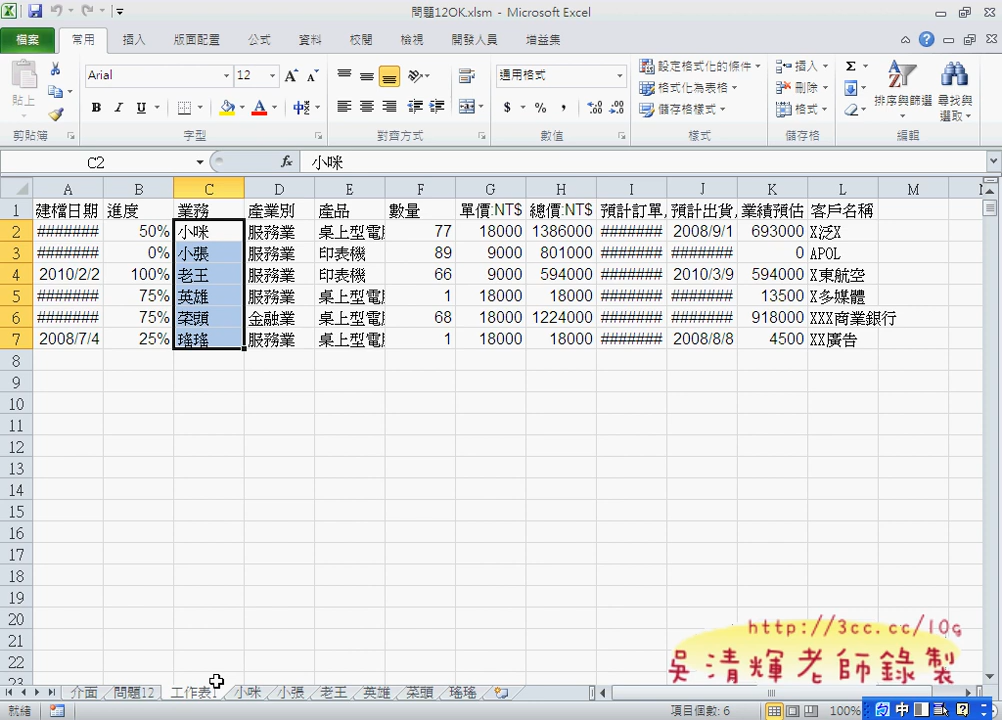 問題12OK.xlsm - Microsoft Excel
檔案 常用 插入 版面配置 公式 資料 校閱 檢視 開發人員 增益集
貼上 剪貼簿
Arial 12
B I U 字型
對齊方式
通用格式
$ % , 數值
設定格式化的條件
格式化為表格
儲存格樣式
樣式
插入
刪除
格式
儲存格
Σ
排序與篩選 尋找與選取
編輯
C2 fx 小咪
A B C D E F G H I J K L M
1 建檔日期 進度 業務 產業別 產品 數量 單價:NT$ 總價:NT$ 預計訂單, 預計出貨, 業績預估 客戶名稱
2 ####### 50% 小咪 服務業 桌上型電腦 77 18000 1386000 ####### 2008/9/1 693000 X泛X
3 ####### 0% 小張 服務業 印表機 89 9000 801000 ####### ####### 0 APOL
4 2010/2/2 100% 老王 服務業 印表機 66 9000 594000 ####### 2010/3/9 594000 X東航空
5 ####### 75% 英雄 服務業 桌上型電腦 1 18000 18000 ####### ####### 13500 X多媒體
6 ####### 75% 菜頭 金融業 桌上型電腦 68 18000 1224000 ####### ####### 918000 XXX商業銀行
7 2008/7/4 25% 瑤瑤 服務業 桌上型電腦 1 18000 18000 ####### 2008/8/8 4500 XX廣告
8
9
10
11
12
13
14
15
16
17
18
19
20
21
22
23
http://3cc.cc/10g
吳清輝老師錄製
介面 問題12 工作表1 小咪 小張 老王 英雄 菜頭 瑤瑤
就緒 項目個數: 6 100% 中